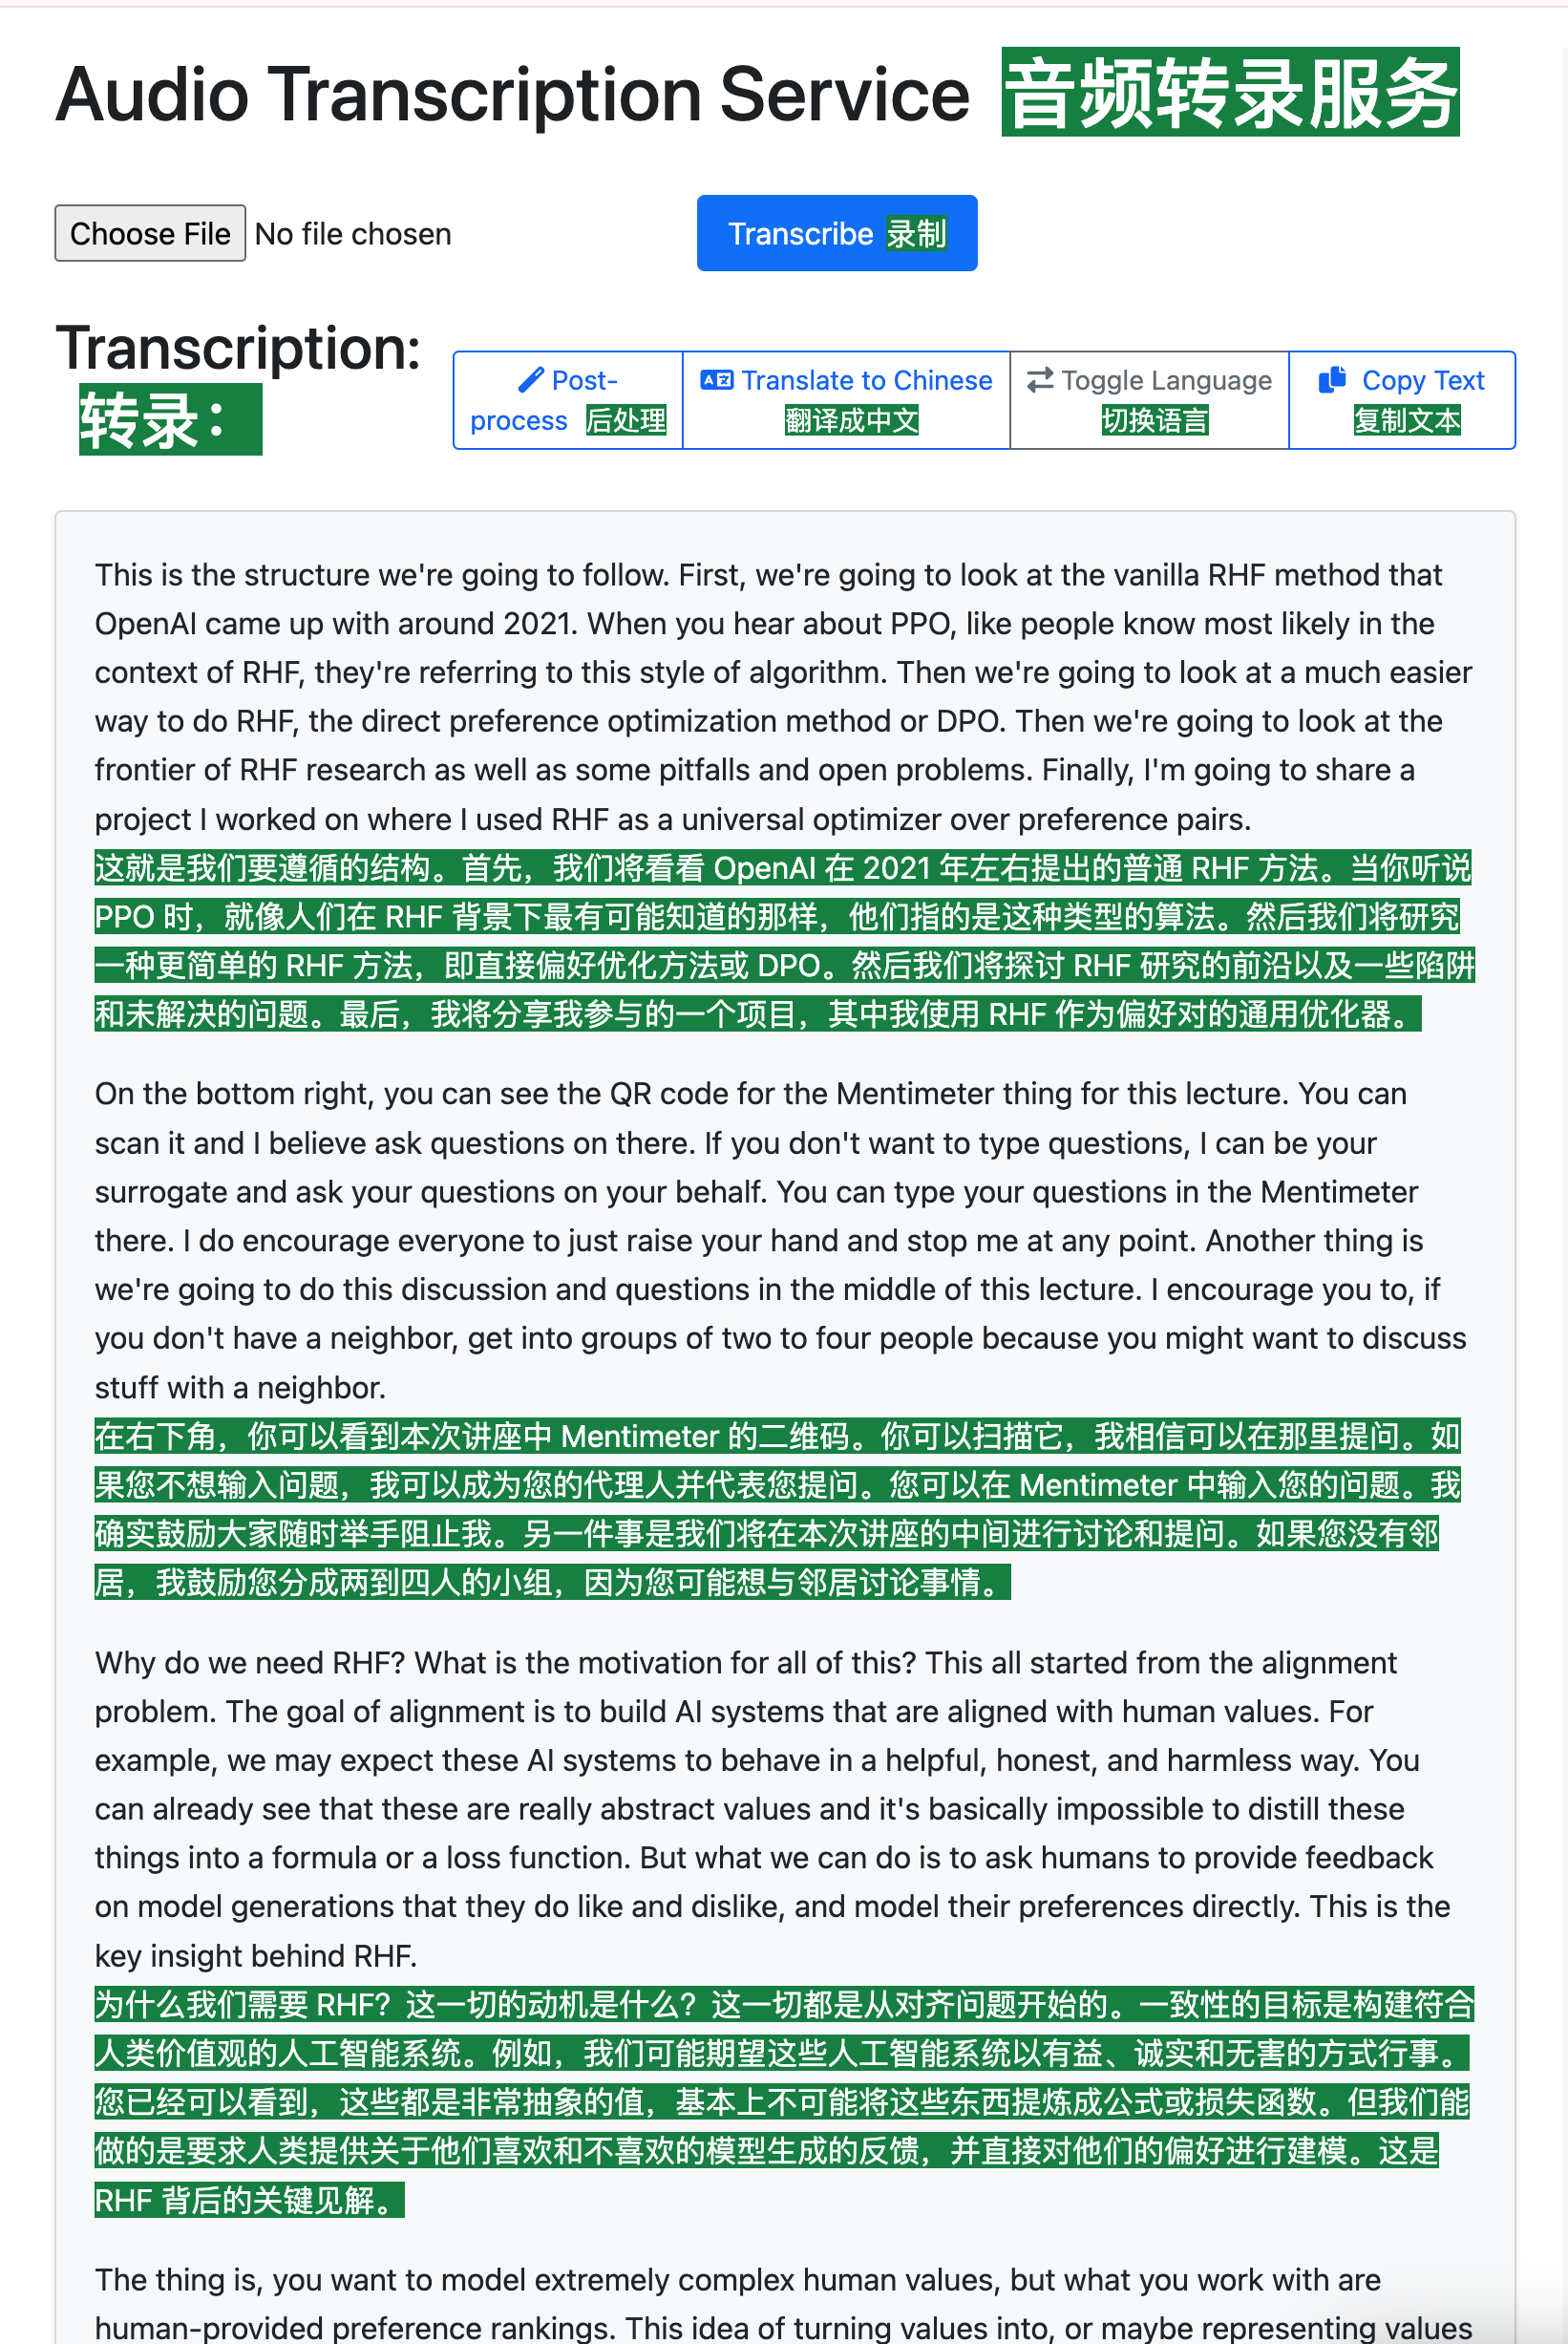 Audio Transcription Service 音频转录服务
Choose File No file chosen
Transcribe 录制
Transcription:
转录：
Post-
process 后处理
Translate to Chinese
翻译成中文
Toggle Language
切换语言
Copy Text
复制文本
This is the structure we're going to follow. First, we're going to look at the vanilla RHF method that
OpenAI came up with around 2021. When you hear about PPO, like people know most likely in the
context of RHF, they're referring to this style of algorithm. Then we're going to look at a much easier
way to do RHF, the direct preference optimization method or DPO. Then we're going to look at the
frontier of RHF research as well as some pitfalls and open problems. Finally, I'm going to share a
project I worked on where I used RHF as a universal optimizer over preference pairs.
这就是我们要遵循的结构。首先，我们将看看 OpenAI 在 2021 年左右提出的普通 RHF 方法。当你听说
PPO 时，就像人们在 RHF 背景下最有可能知道的那样，他们指的是这种类型的算法。然后我们将研究
一种更简单的 RHF 方法，即直接偏好优化方法或 DPO。然后我们将探讨 RHF 研究的前沿以及一些陷阱
和未解决的问题。最后，我将分享我参与的一个项目，其中我使用 RHF 作为偏好对的通用优化器。
On the bottom right, you can see the QR code for the Mentimeter thing for this lecture. You can
scan it and I believe ask questions on there. If you don't want to type questions, I can be your
surrogate and ask your questions on your behalf. You can type your questions in the Mentimeter
there. I do encourage everyone to just raise your hand and stop me at any point. Another thing is
we're going to do this discussion and questions in the middle of this lecture. I encourage you to, if
you don't have a neighbor, get into groups of two to four people because you might want to discuss
stuff with a neighbor.
在右下角，你可以看到本次讲座中 Mentimeter 的二维码。你可以扫描它，我相信可以在那里提问。如
果您不想输入问题，我可以成为您的代理人并代表您提问。您可以在 Mentimeter 中输入您的问题。我
确实鼓励大家随时举手阻止我。另一件事是我们将在本次讲座的中间进行讨论和提问。如果您没有邻
居，我鼓励您分成两到四人的小组，因为您可能想与邻居讨论事情。
Why do we need RHF? What is the motivation for all of this? This all started from the alignment
problem. The goal of alignment is to build AI systems that are aligned with human values. For
example, we may expect these AI systems to behave in a helpful, honest, and harmless way. You
can already see that these are really abstract values and it's basically impossible to distill these
things into a formula or a loss function. But what we can do is to ask humans to provide feedback
on model generations that they do like and dislike, and model their preferences directly. This is the
key insight behind RHF.
为什么我们需要 RHF？这一切的动机是什么？这一切都是从对齐问题开始的。一致性的目标是构建符合
人类价值观的人工智能系统。例如，我们可能期望这些人工智能系统以有益、诚实和无害的方式行事。
您已经可以看到，这些都是非常抽象的值，基本上不可能将这些东西提炼成公式或损失函数。但我们能
做的是要求人类提供关于他们喜欢和不喜欢的模型生成的反馈，并直接对他们的偏好进行建模。这是
RHF 背后的关键见解。
The thing is, you want to model extremely complex human values, but what you work with are
human-provided preference rankings. This idea of turning values into, or maybe representing values